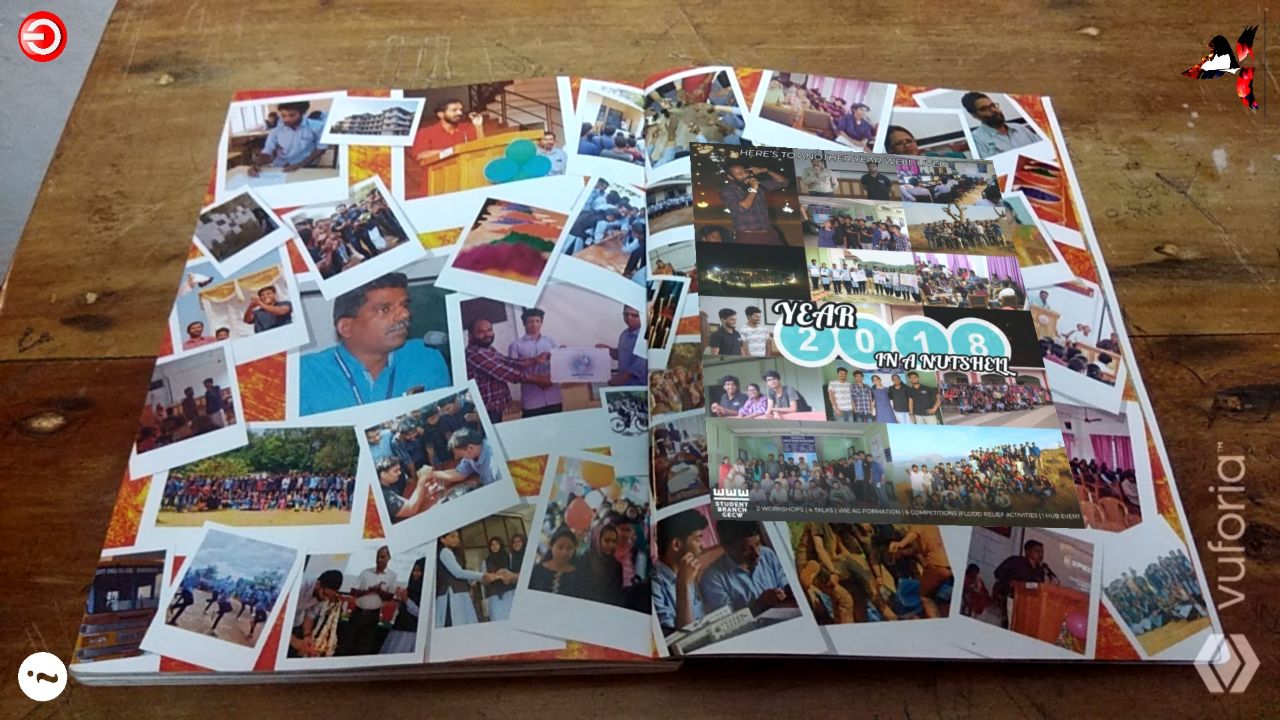 HERE'S TO ANOTHER YEAR WELL LIVED!
YEAR
2018
IN A NUTSHELL
STUDENT
BRANCH
GECW
2 WORKSHOPS | 4 TALKS | WIE AG FORMATION | 6 COMPETITIONS |FLOOD RELIEF ACTIVITIES | 1 HUB EVENT
vuforia™